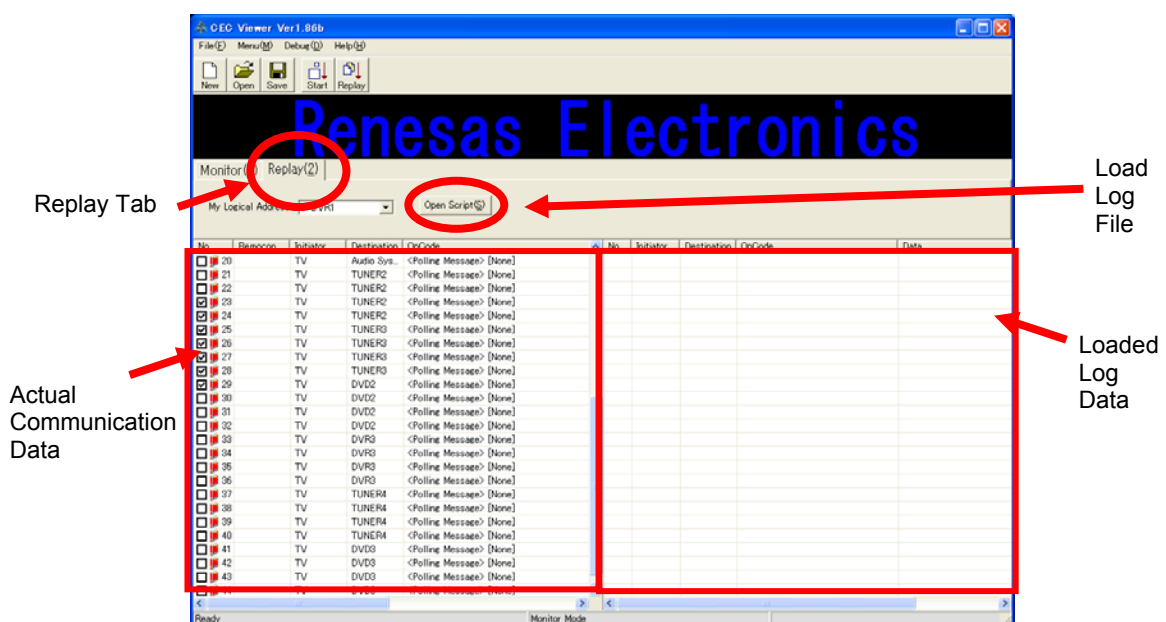 CEC Viewer Ver1.86b
File(F) Menu(M) Debug(D) Help(H)
New Open Save Start Replay
Renesas Electronics
Monitor( ) Replay(2)
Load
Log
File
Replay Tab
My Logical Addre DVR1 Open Script(S)
No. Remocon Initiator Destination OpCode No. Initiator Destination OpCode Data
20 TV Audio Sys... <Polling Message> [None]
21 TV TUNER2 <Polling Message> [None]
22 TV TUNER2 <Polling Message> [None]
23 TV TUNER2 <Polling Message> [None]
24 TV TUNER2 <Polling Message> [None]
25 TV TUNER3 <Polling Message> [None]
26 TV TUNER3 <Polling Message> [None]
27 TV TUNER3 <Polling Message> [None]
28 TV TUNER3 <Polling Message> [None]
29 TV DVD2 <Polling Message> [None]
30 TV DVD2 <Polling Message> [None]
31 TV DVD2 <Polling Message> [None]
32 TV DVD2 <Polling Message> [None]
33 TV DVR3 <Polling Message> [None]
34 TV DVR3 <Polling Message> [None]
35 TV DVR3 <Polling Message> [None]
36 TV DVR3 <Polling Message> [None]
37 TV TUNER4 <Polling Message> [None]
38 TV TUNER4 <Polling Message> [None]
39 TV TUNER4 <Polling Message> [None]
40 TV TUNER4 <Polling Message> [None]
41 TV DVD3 <Polling Message> [None]
42 TV DVD3 <Polling Message> [None]
43 TV DVD3 <Polling Message> [None]
Loaded
Log
Data
Actual
Communication
Data
Ready Monitor Mode